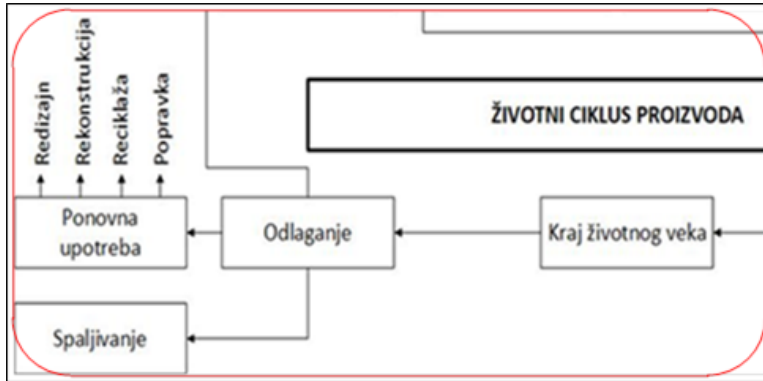 Redizajn
Rekonstrukcija
Reciklaža
Popravka
ŽIVOTNI CIKLUS PROIZVODA
Ponovna
upotreba
Odlaganje
Kraj životnog veka
Spaljivanje